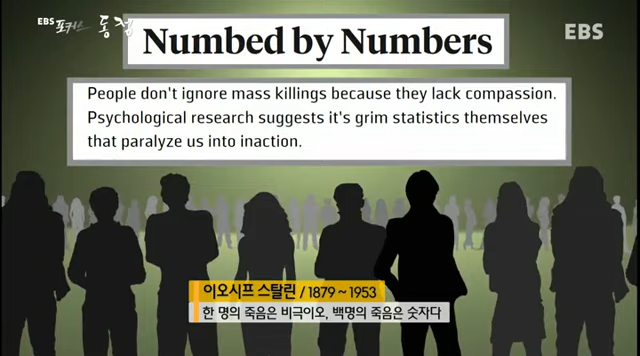 EBS 포커스 동감
EBS
Numbed by Numbers
People don't ignore mass killings because they lack compassion.
Psychological research suggests it's grim statistics themselves
that paralyze us into inaction.
이오시프 스탈린 / 1879 ~ 1953
한 명의 죽음은 비극이오, 백명의 죽음은 숫자다